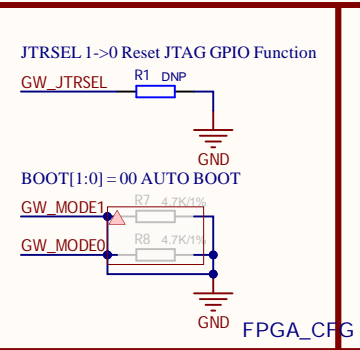 JTRSEL 1->0 Reset JTAG GPIO Function
R1 DNP
GW_JTRSEL
GND
BOOT[1:0] = 00 AUTO BOOT
R7 4.7K/1%
GW_MODE1
R8 4.7K/1%
GW_MODE0
GND
FPGA_CFG